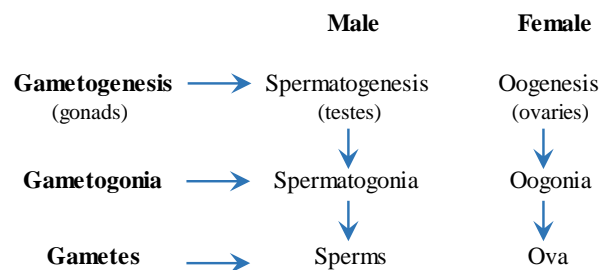 Male Female
Gametogenesis Spermatogenesis Oogenesis
(gonads) (testes) (ovaries)
Gametogonia Spermatogonia Oogonia
Gametes Sperms Ova